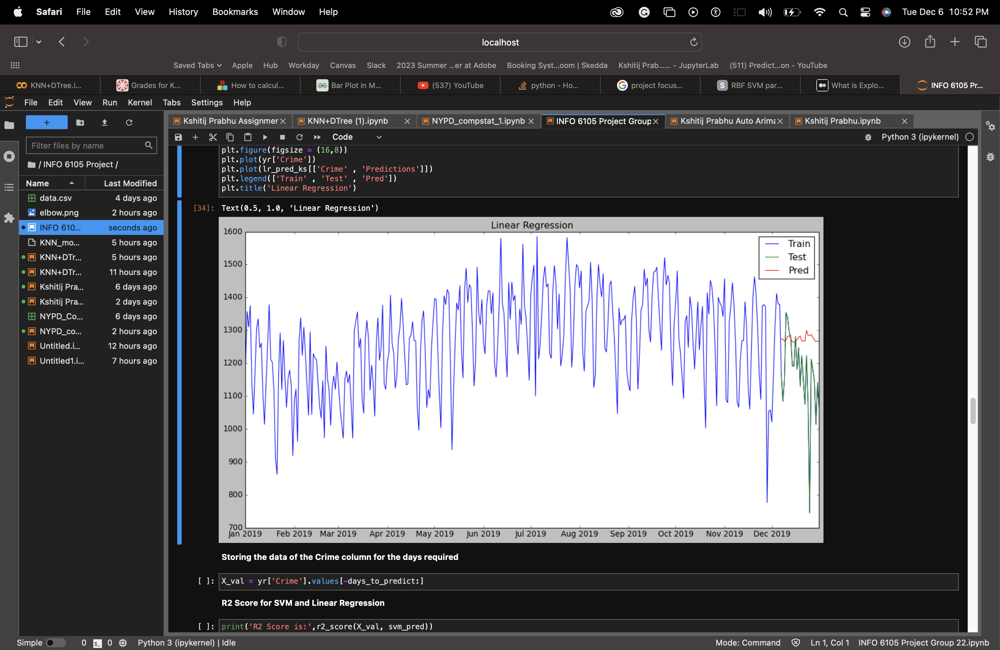 Safari File Edit View History Bookmarks Window Help Tue Dec 6 10:52 PM
localhost
Saved Tabs Apple Hub Workday Canvas Slack 2023 Summer ...er at Adobe Booking Syst...oom | Skedda Kshitij Prab...... - JupyterLab (511) Predict...on - YouTube
KNN+DTree.i... Grades for K... How to calcul... Bar Plot in M... (537) YouTube python - Ho... project focus... S RBF SVM par... What is Explo... INFO 6105 Pr...
File Edit View Run Kernel Tabs Settings Help
Kshitij Prabhu Assignmer KNN+DTree (1).ipynb NYPD_compstat_1.ipynb INFO 6105 Project Group Kshitij Prabhu Auto Arima Kshitij Prabhu.ipynb
Code Python 3 (ipykernel)
Filter files by name
/ INFO 6105 Project /
Name Last Modified
data.csv 4 days ago
elbow.png 2 hours ago
INFO 610... seconds ago
KNN_mo... 5 hours ago
KNN+DTr... 5 hours ago
KNN+DTr... 11 hours ago
Kshitij Pra... 6 days ago
Kshitij Pra... 2 days ago
NYPD_Co... 6 days ago
NYPD_co... 2 hours ago
Untitled.i... 12 hours ago
Untitled1.i... 7 hours ago
plt.figure(figsize = (16,8))
plt.plot(yr['Crime'])
plt.plot(lr_pred_ks[['Crime' , 'Predictions']])
plt.legend(['Train' , 'Test' , 'Pred'])
plt.title('Linear Regression')
[34]: Text(0.5, 1.0, 'Linear Regression')
Linear Regression
1600
1500
1400
1300
1200
1100
1000
900
800
700
Train
Test
Pred
Jan 2019 Feb 2019 Mar 2019 Apr 2019 May 2019 Jun 2019 Jul 2019 Aug 2019 Sep 2019 Oct 2019 Nov 2019 Dec 2019
Storing the data of the Crime column for the days required
[ ]: X_val = yr['Crime'].values[-days_to_predict:]
R2 Score for SVM and Linear Regression
[ ]: print('R2 Score is:',r2_score(X_val, svm_pred))
Simple 0 $_ 0 Python 3 (ipykernel) | Idle Mode: Command Ln 1, Col 1 INFO 6105 Project Group 22.ipynb